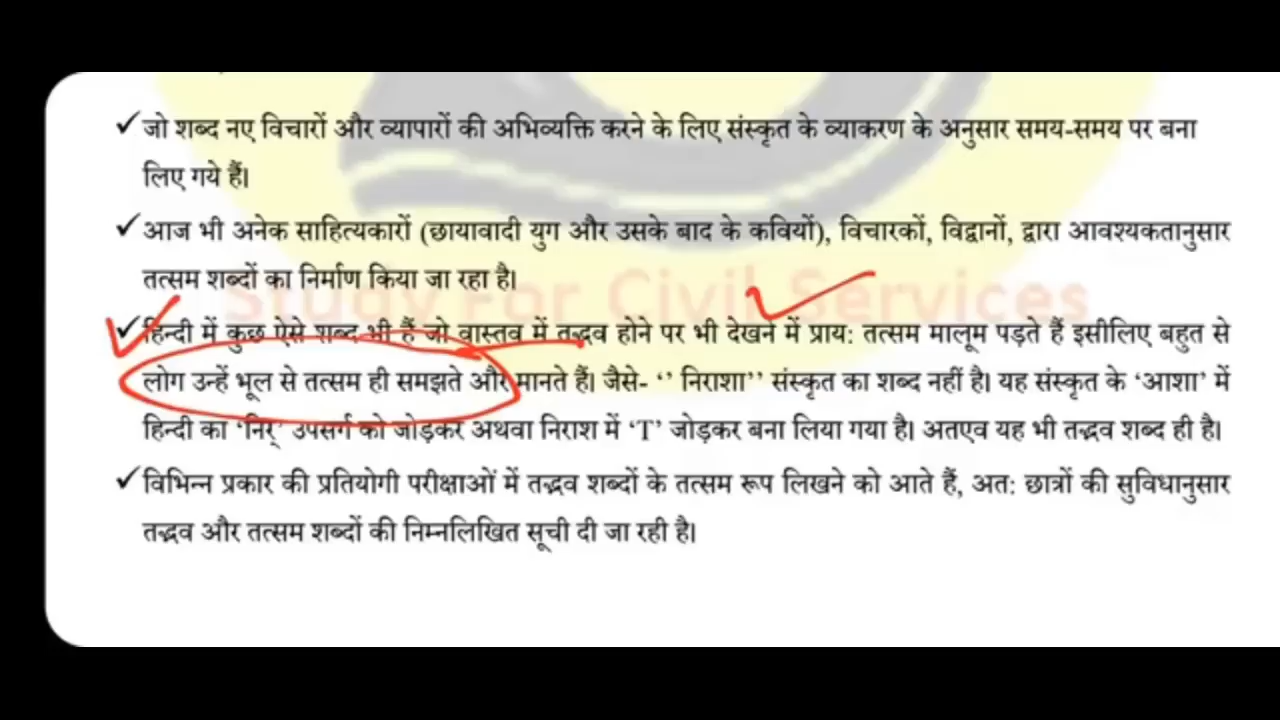 ✓ जो शब्द नए विचारों और व्यापारों की अभिव्यक्ति करने के लिए संस्कृत के व्याकरण के अनुसार समय-समय पर बना
लिए गये हैं।
✓ आज भी अनेक साहित्यकारों (छायावादी युग और उसके बाद के कवियों), विचारकों, विद्वानों, द्वारा आवश्यकतानुसार
तत्सम शब्दों का निर्माण किया जा रहा है।
Study For Civil Services
✓ हिन्दी में कुछ ऐसे शब्द भी हैं जो वास्तव में तद्भव होने पर भी देखने में प्राय: तत्सम मालूम पड़ते हैं इसीलिए बहुत से
लोग उन्हें भूल से तत्सम ही समझते और मानते हैं। जैसे- ‘’ निराशा’’ संस्कृत का शब्द नहीं है। यह संस्कृत के ‘आशा’ में
हिन्दी का ‘निर्’ उपसर्ग को जोड़कर अथवा निराश में ‘T’ जोड़कर बना लिया गया है। अतएव यह भी तद्भव शब्द ही है।
✓ विभिन्न प्रकार की प्रतियोगी परीक्षाओं में तद्भव शब्दों के तत्सम रूप लिखने को आते हैं, अत: छात्रों की सुविधानुसार
तद्भव और तत्सम शब्दों की निम्नलिखित सूची दी जा रही है।